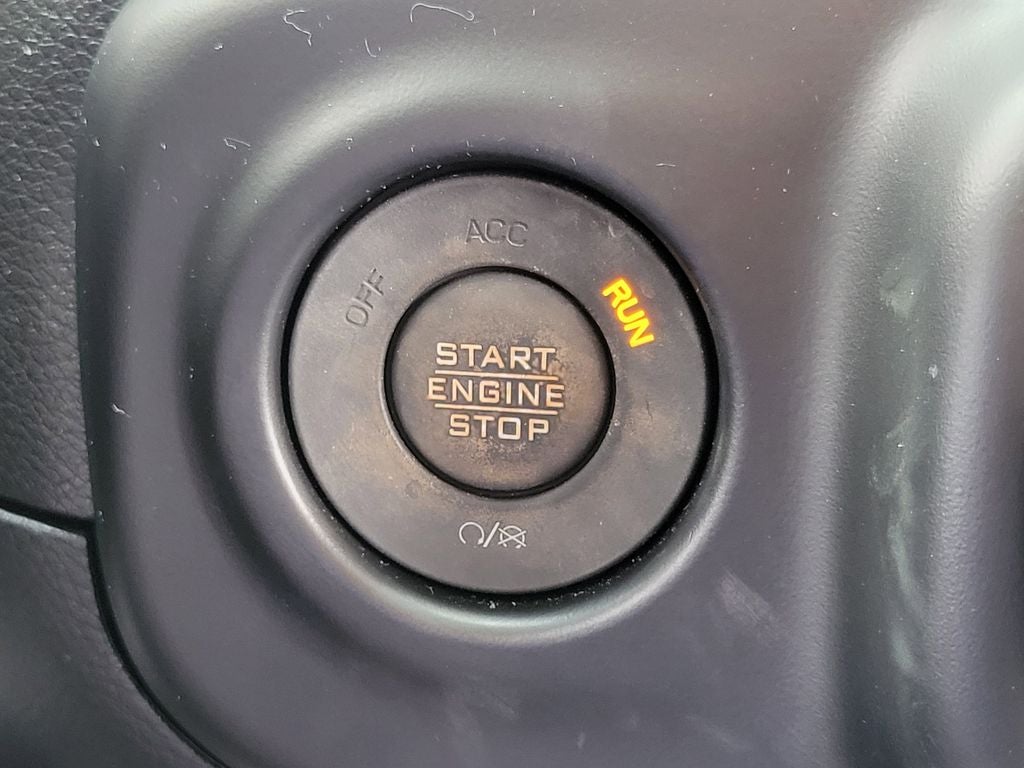 ACC
OFF
RUN
START
ENGINE
STOP